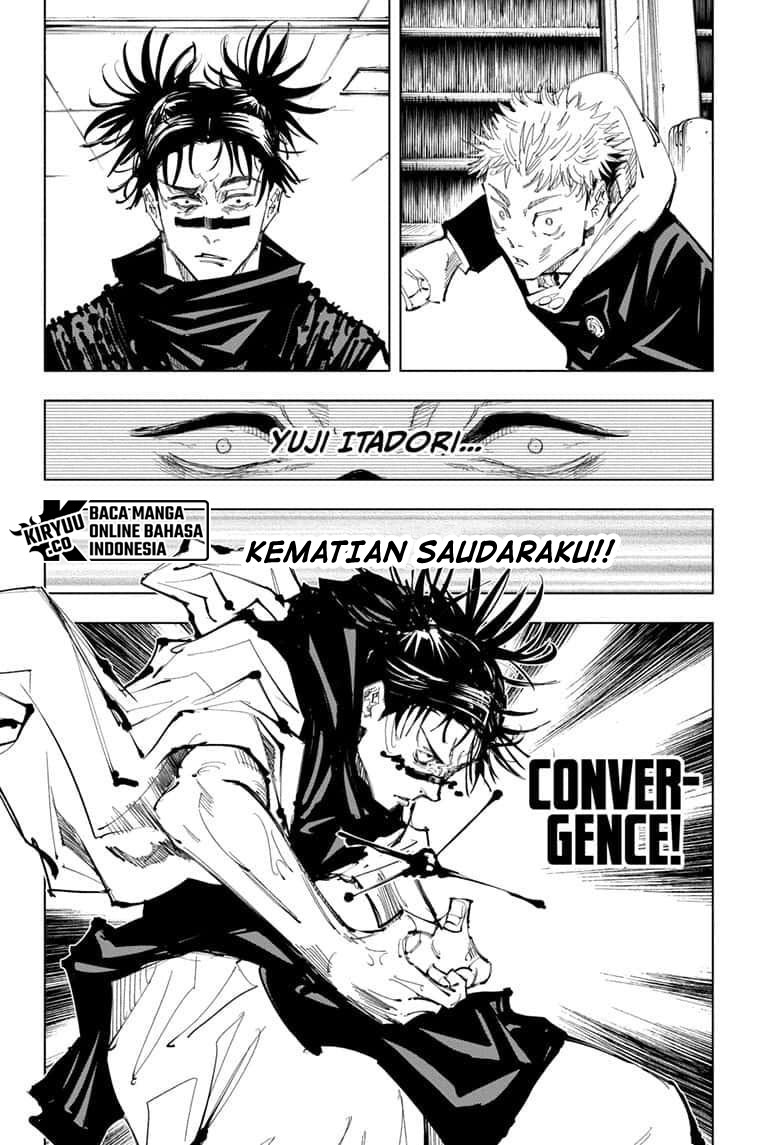 YUJI ITADORI...
KIRYUU
.CO
BACA MANGA
ONLINE BAHASA
INDONESIA
KEMATIAN SAUDARAKU!!
CONVER-
GENCE!